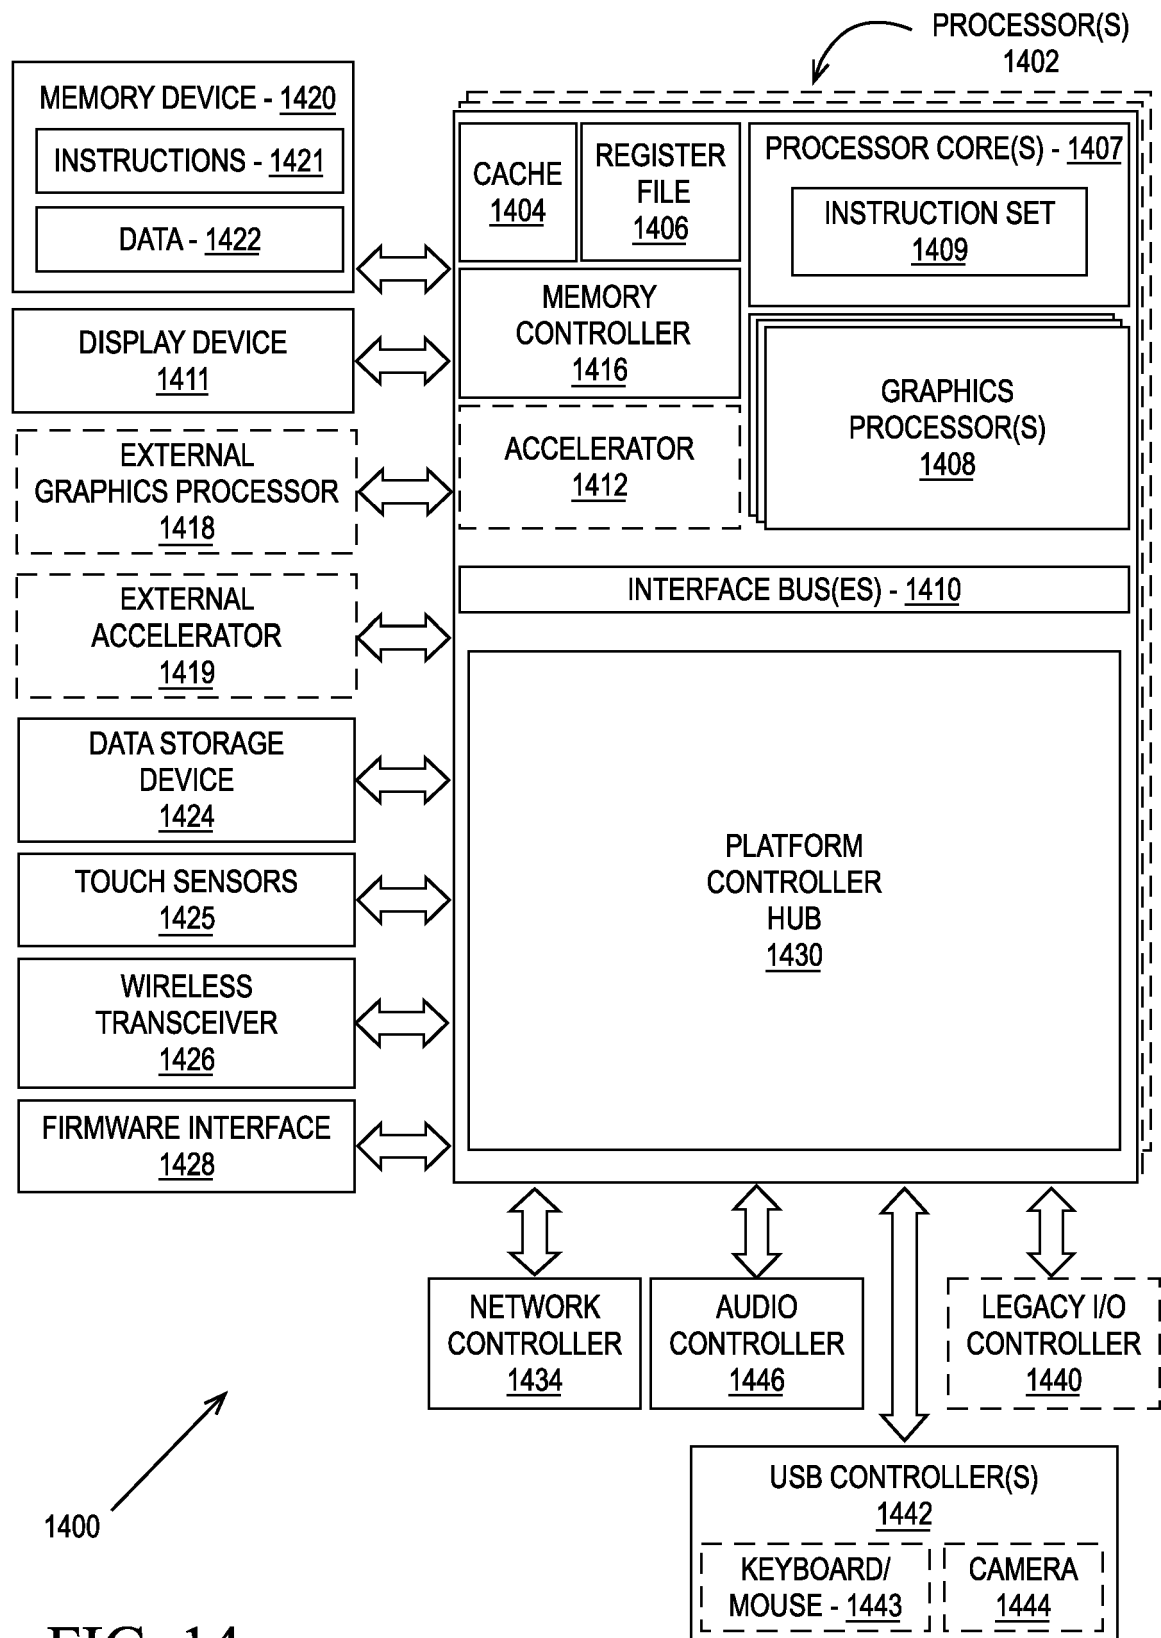 PROCESSOR(S)
1402
MEMORY DEVICE - 1420
INSTRUCTIONS - 1421
DATA - 1422
CACHE
1404
REGISTER
FILE
1406
PROCESSOR CORE(S) - 1407
INSTRUCTION SET
1409
MEMORY
CONTROLLER
1416
DISPLAY DEVICE
1411
GRAPHICS
PROCESSOR(S)
1408
EXTERNAL
GRAPHICS PROCESSOR
1418
ACCELERATOR
1412
EXTERNAL
ACCELERATOR
1419
INTERFACE BUS(ES) - 1410
DATA STORAGE
DEVICE
1424
TOUCH SENSORS
1425
PLATFORM
CONTROLLER
HUB
1430
WIRELESS
TRANSCEIVER
1426
FIRMWARE INTERFACE
1428
NETWORK
CONTROLLER
1434
AUDIO
CONTROLLER
1446
LEGACY I/O
CONTROLLER
1440
USB CONTROLLER(S)
1442
KEYBOARD/
MOUSE - 1443
CAMERA
1444
1400
FIG. 14